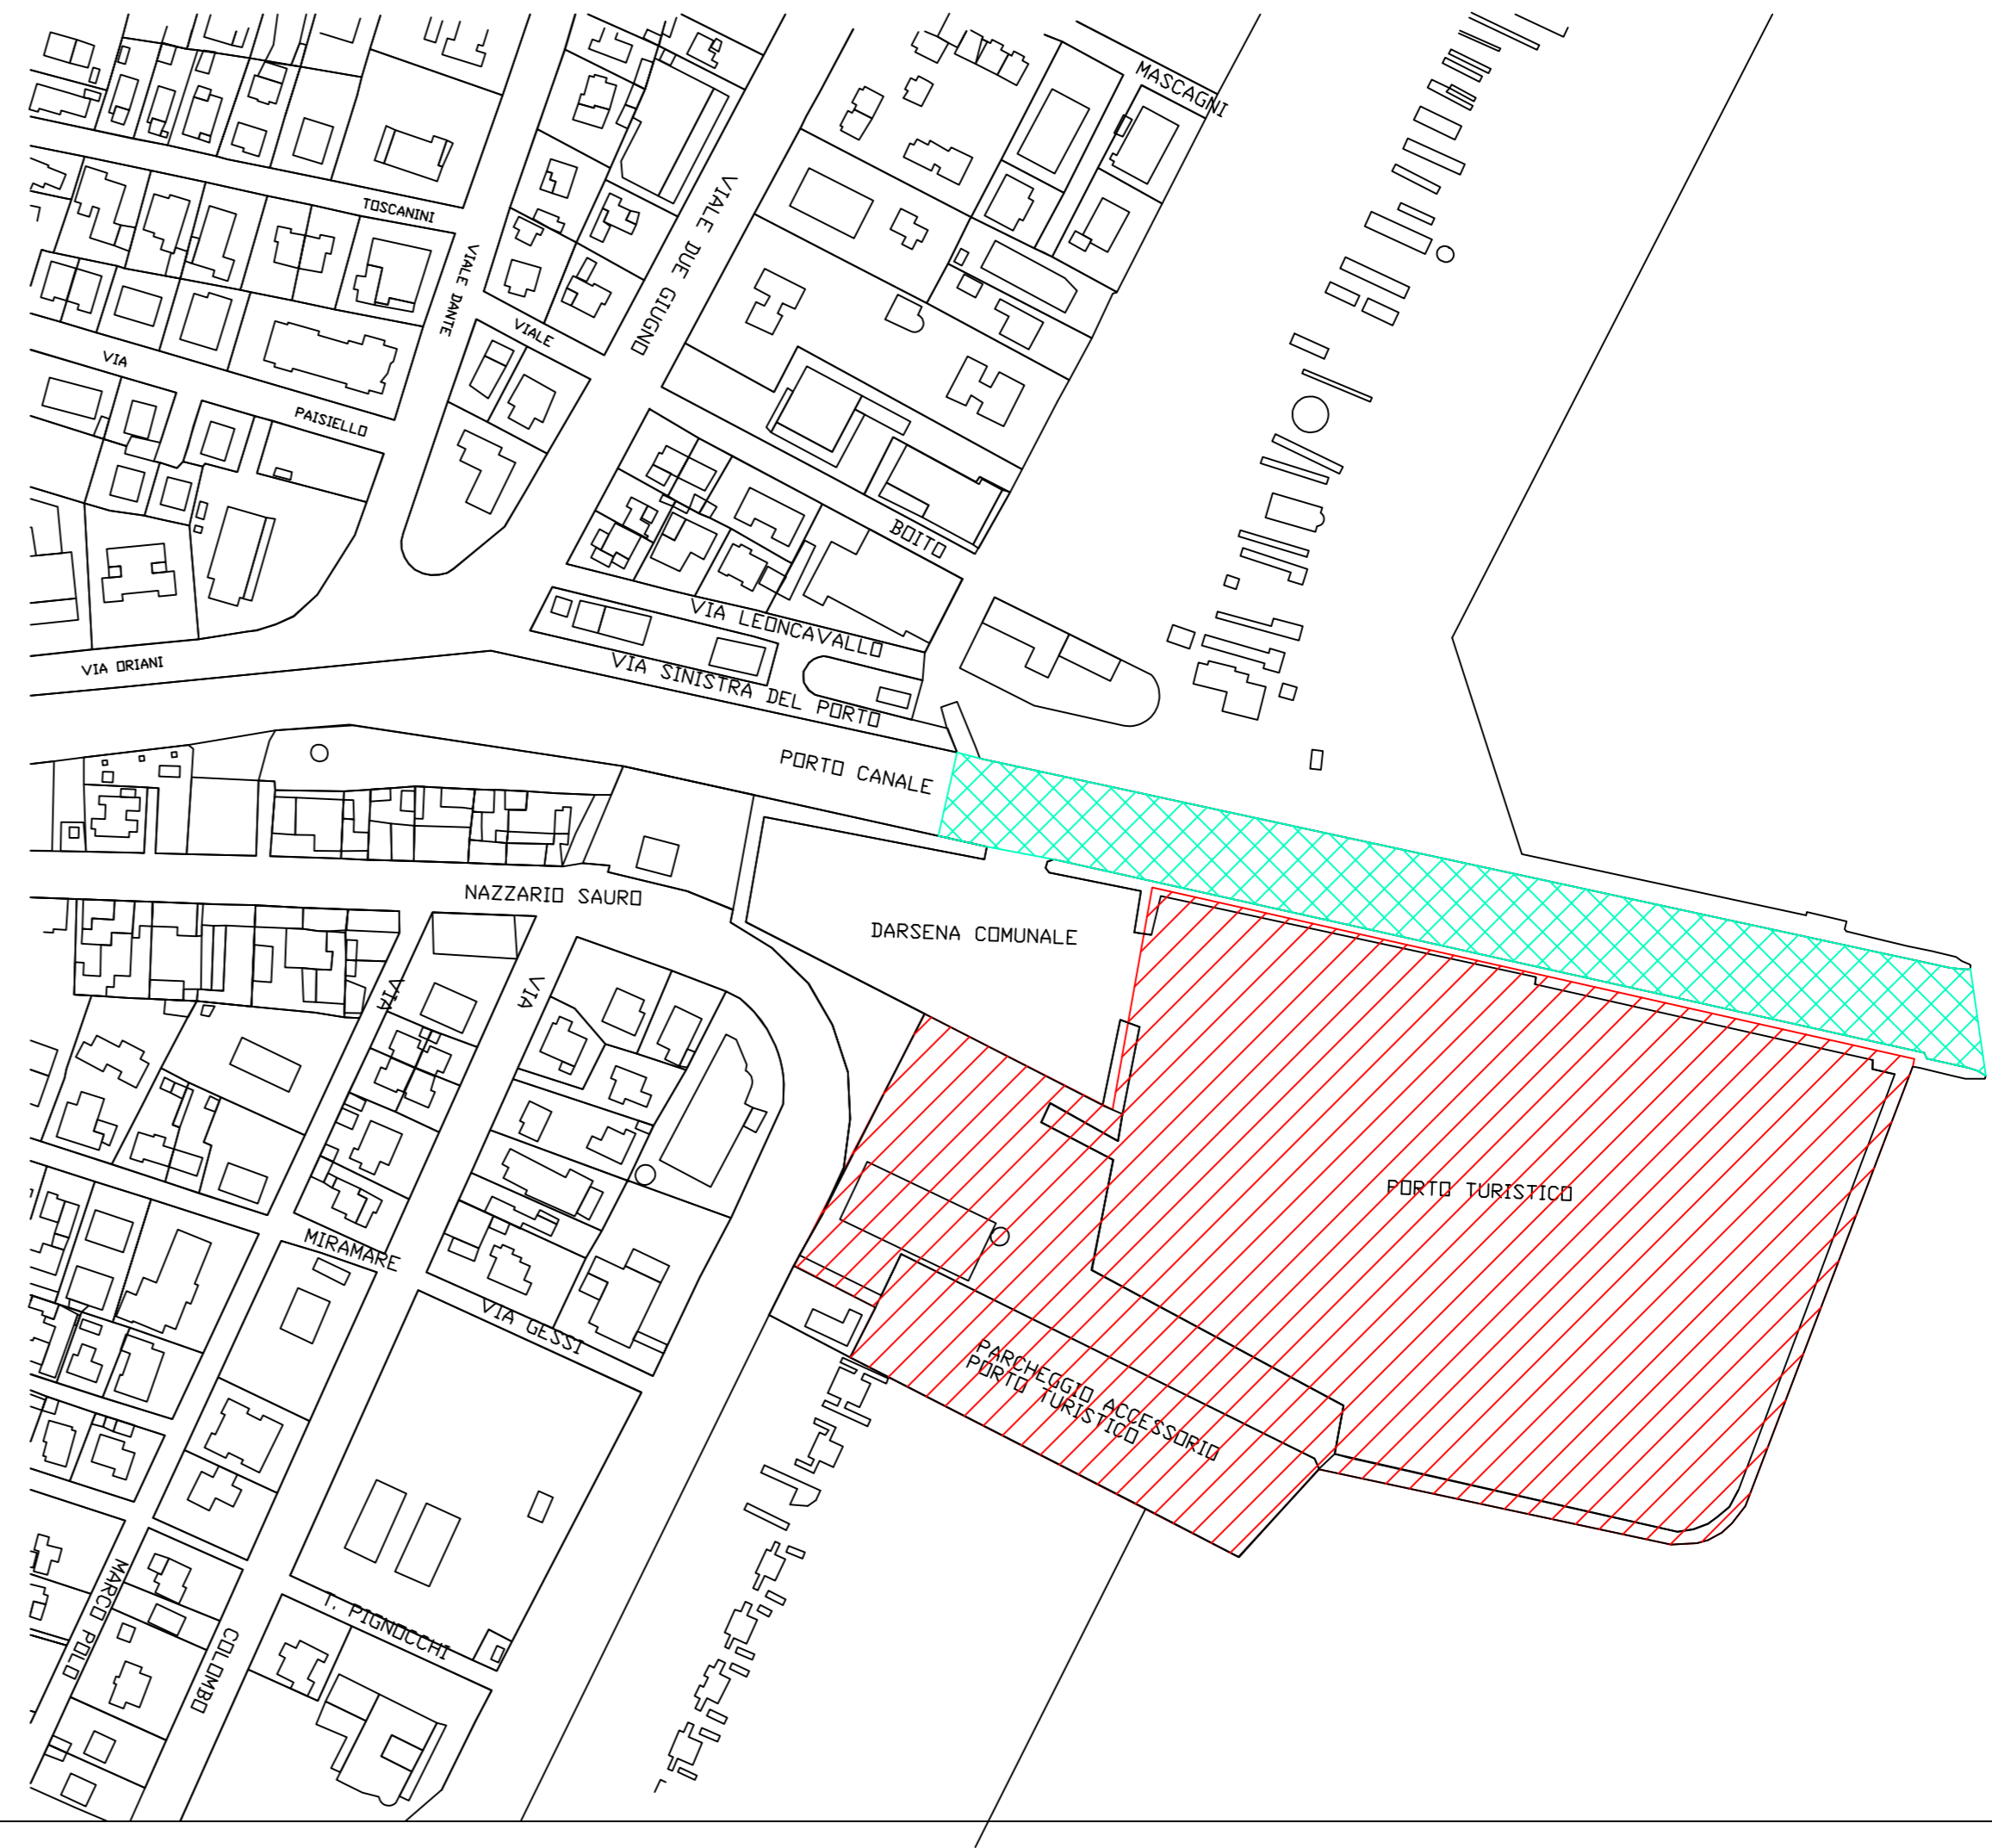 MASCAGNI
TOSCANINI
VIALE DUE GIUGNO
VIALE DANTE
VIALE
VIA
PAISIELLO
BOITO
VIA LEONCAVALLO
VIA ORIANI
VIA SINISTRA DEL PORTO
PORTO CANALE
NAZZARIO SAURO
DARSENA COMUNALE
VIA
VIA
PORTO TURISTICO
MIRAMARE
VIA GESSI
PARCHEGGIO ACCESSORIO
PORTO TURISTICO
MARCO POLO
COLOMBO
T. PIGNOCCHI